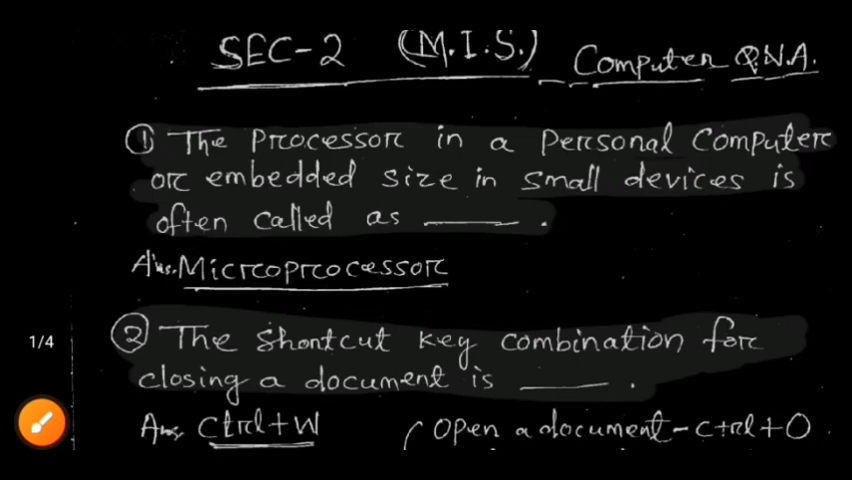 SEC-2 (M.I.S.) Computer Q.N.A.
① The Processor in a Personal Computer
or embedded size in small devices is
often called as ______ .
Ans. Microprocessor
② The Shortcut key combination for
closing a document is ______ .
Ans. Ctrl+W ( Open a document - Ctrl+O
1/4